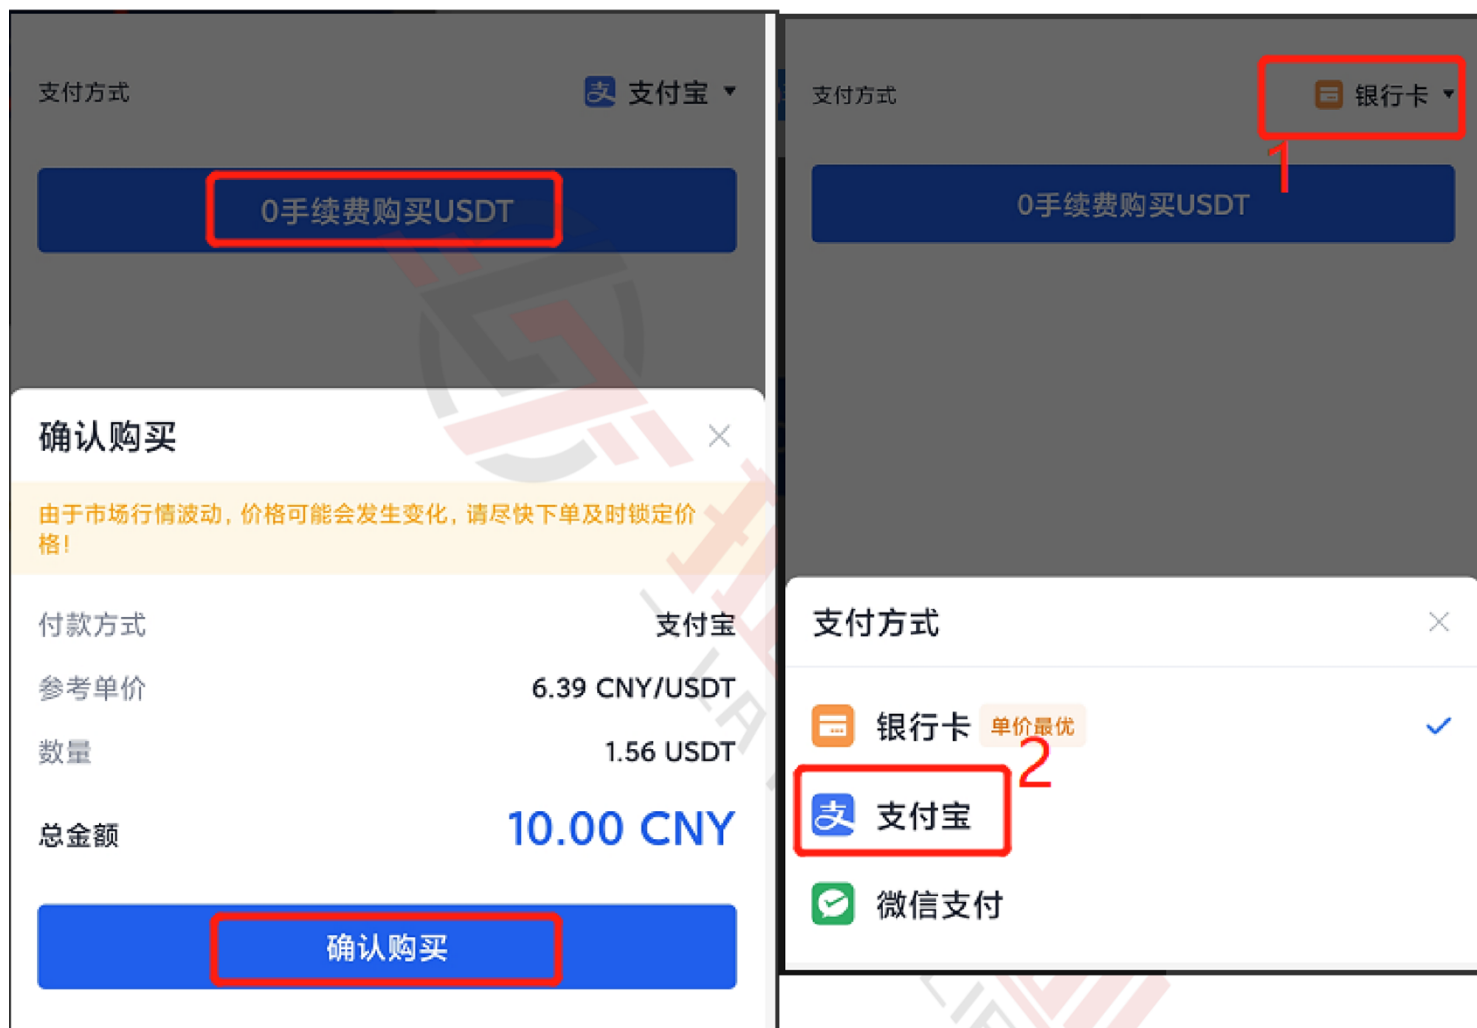 支付方式
支付宝
0手续费购买USDT
确认购买
由于市场行情波动，价格可能会发生变化，请尽快下单及时锁定价
格！
付款方式
支付宝
参考单价
6.39 CNY/USDT
数量
1.56 USDT
总金额
10.00 CNY
确认购买
支付方式
银行卡
1
0手续费购买USDT
支付方式
银行卡
单价最优
2
支付宝
微信支付